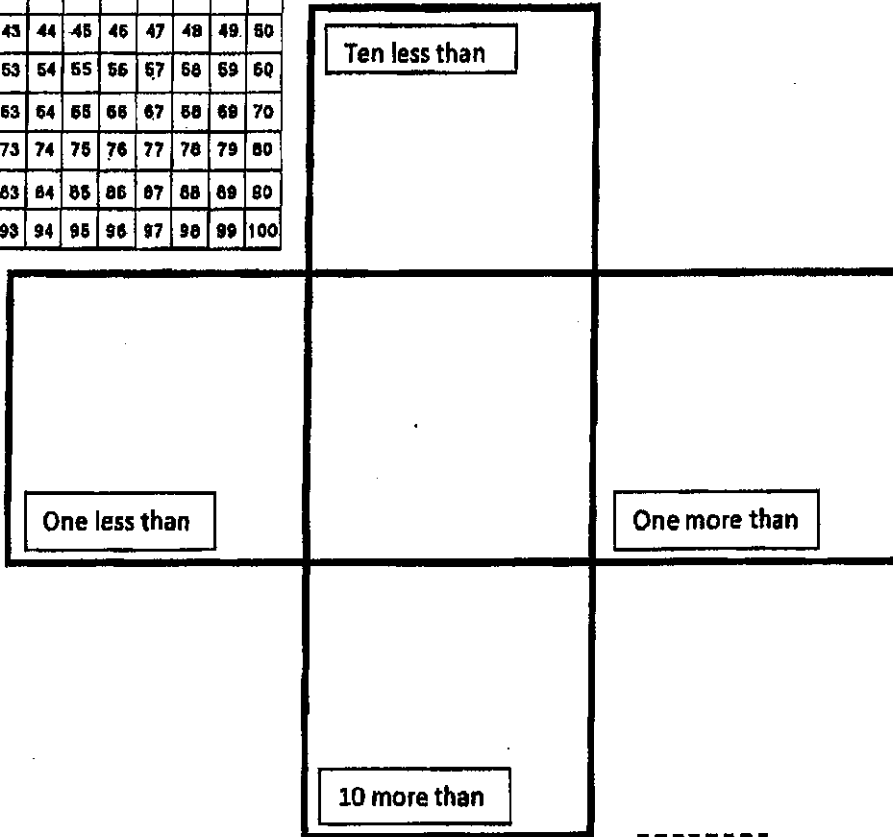 43 44 45 46 47 48 49 50
53 54 55 56 57 58 59 60
63 64 65 66 67 68 69 70
73 74 75 76 77 78 79 80
83 84 85 86 87 88 89 90
93 94 95 96 97 98 99 100
Ten less than
One less than
One more than
10 more than